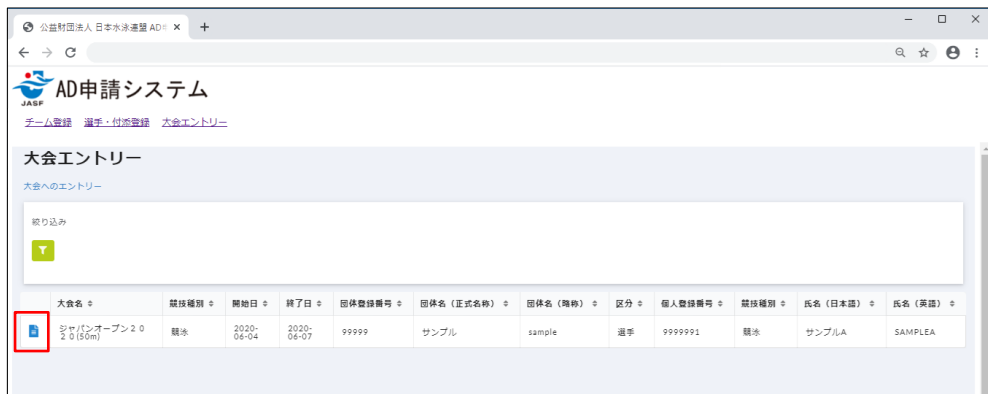 公益財団法人 日本水泳連盟 AD
JASF
AD申請システム
チーム登録 選手・付添登録 大会エントリー
大会エントリー
大会へのエントリー
絞り込み
大会名 競技種別 開始日 終了日 団体登録番号 団体名（正式名称） 団体名（略称） 区分 個人登録番号 競技種別 氏名（日本語） 氏名（英語）
ジャパンオープン２０ 競泳 2020- 2020- 99999 サンプル sample 選手 9999991 競泳 サンプルA SAMPLEA
２０(50m) 06-04 06-07